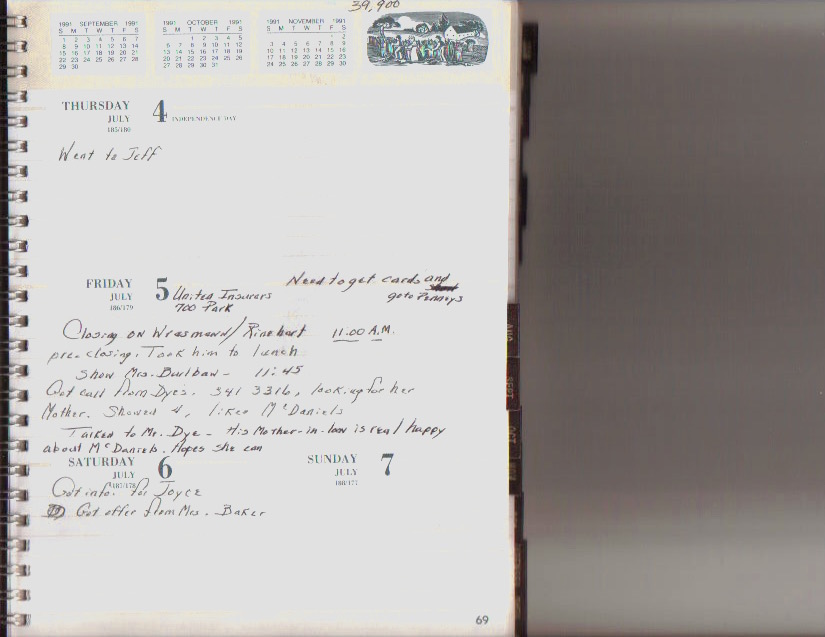 39,900
1991 SEPTEMBER 1991
S M T W T F S
1 2 3 4 5 6 7
8 9 10 11 12 13 14
15 16 17 18 19 20 21
22 23 24 25 26 27 28
29 30
1991 OCTOBER 1991
S M T W T F S
1 2 3 4 5
6 7 8 9 10 11 12
13 14 15 16 17 18 19
20 21 22 23 24 25 26
27 28 29 30 31
1991 NOVEMBER 1991
S M T W T F S
1 2
3 4 5 6 7 8 9
10 11 12 13 14 15 16
17 18 19 20 21 22 23
24 25 26 27 28 29 30
THURSDAY 4
JULY INDEPENDENCE DAY
185/180
Went to Jeff
Need to get cards and
go to Penneys
FRIDAY 5 United Insurers
JULY 700 Park
186/179
Closing on Wrasmann/Rinehart 11:00 A.M.
pre-closing. Took him to lunch
Show Mrs. - 11:45
Got call from Dye's. 341 3316, looking for her
Mother. Showed 4, likes McDaniels
Talked to Mr. Dye - His Mother-in-law is real happy
about McDaniels. Hopes she can
SATURDAY 6
JULY
187/178
Got info. for Joyce
Got offer from Mrs. Baker
SUNDAY 7
JULY
188/177
AUG
SEPT
OCT
NOV
69